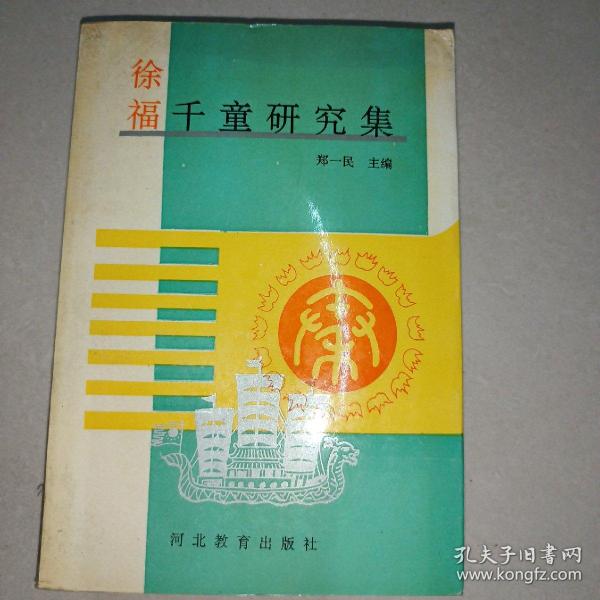 徐福千童研究集
郑一民 主编
秦
河北教育出版社
孔夫子旧书网
www.kongfz.com